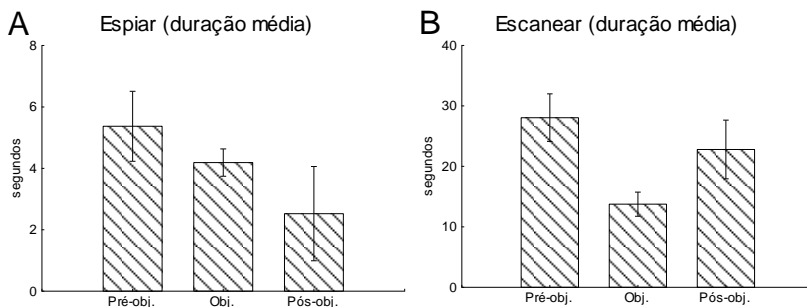 A
Espiar (duração média)
8
6
4
2
0
segundos
Pré-obj.
Obj.
Pós-obj.
B
Escanear (duração média)
40
30
20
10
0
segundos
Pré-obj.
Obj.
Pós-obj.